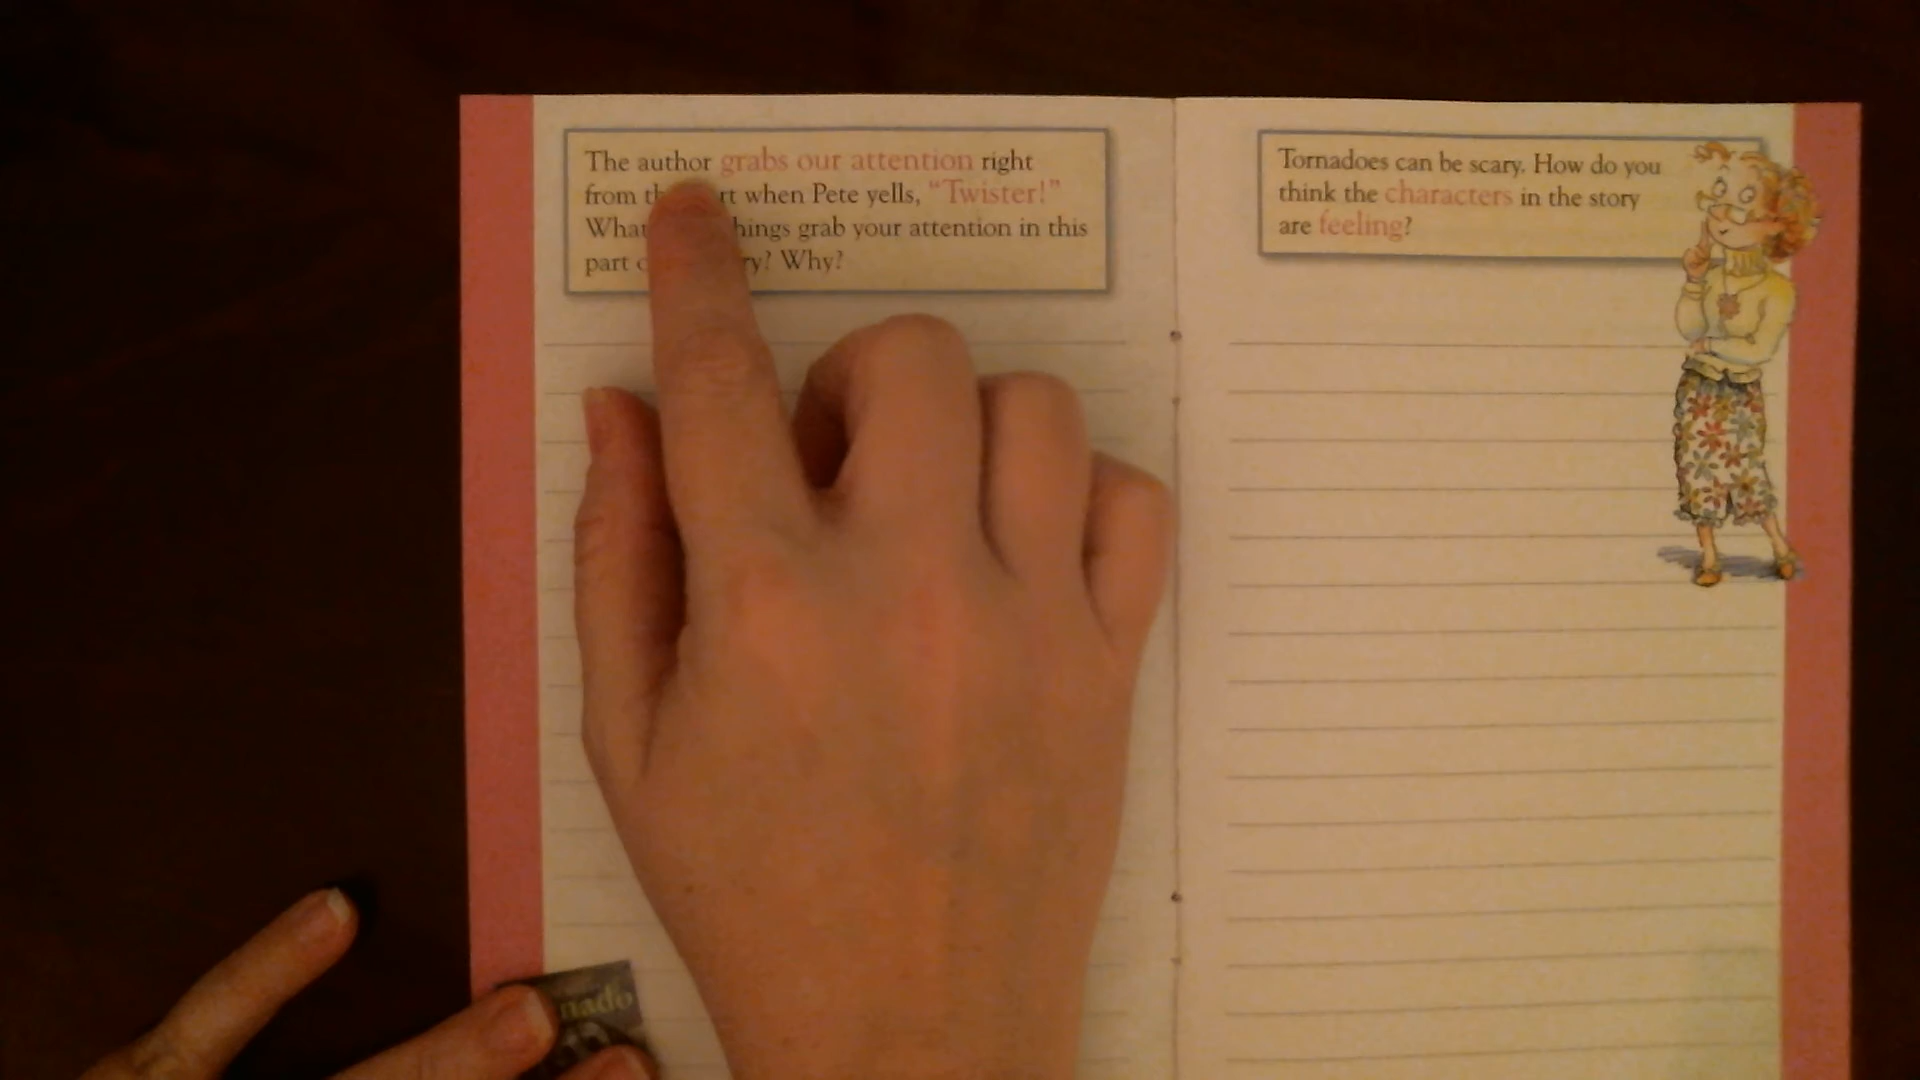 The author grabs our attention right
from th rt when Pete yells, "Twister!"
What hings grab your attention in this
part ry? Why?
Tornadoes can be scary. How do you
think the characters in the story
are feeling?
nado